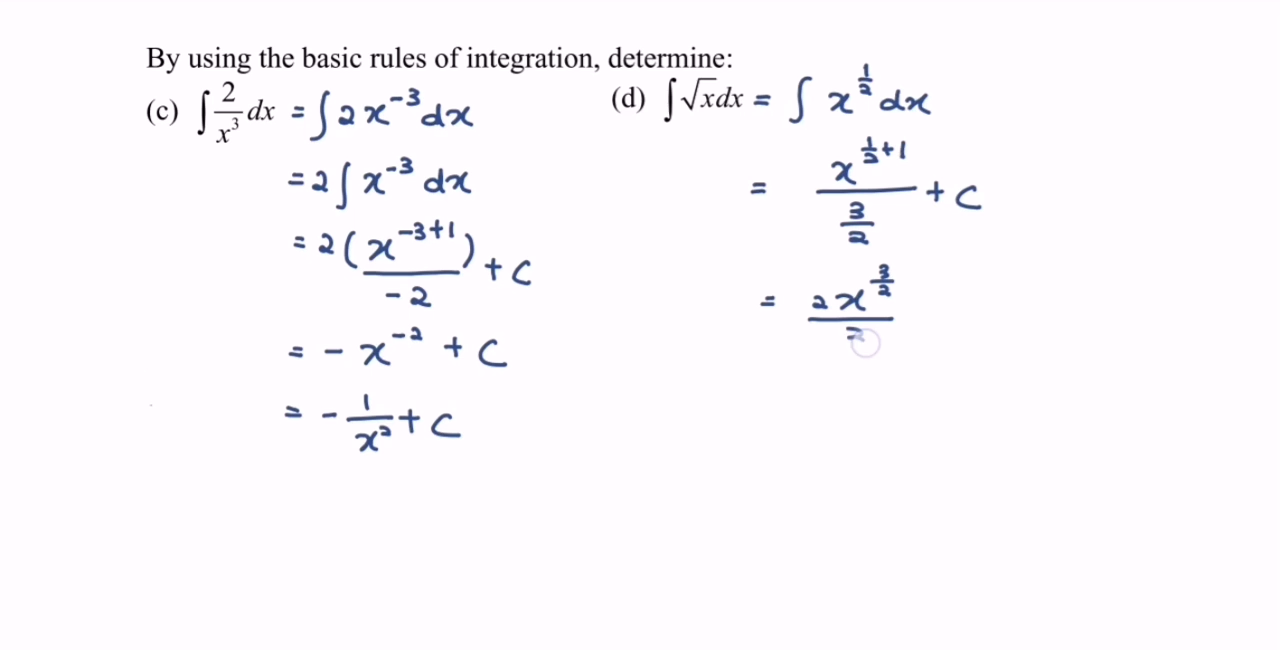 By using the basic rules of integration, determine:
(c) ∫ 2/x³ dx = ∫ 2x⁻³ dx
= 2 ∫ x⁻³ dx
= 2 (x⁻³⁺¹ / -2) + C
= - x⁻² + C
= - 1/x² + C
(d) ∫ √x dx = ∫ x^(1/2) dx
= x^(1/2 + 1) / (3/2) + C
= 2x^(3/2) /